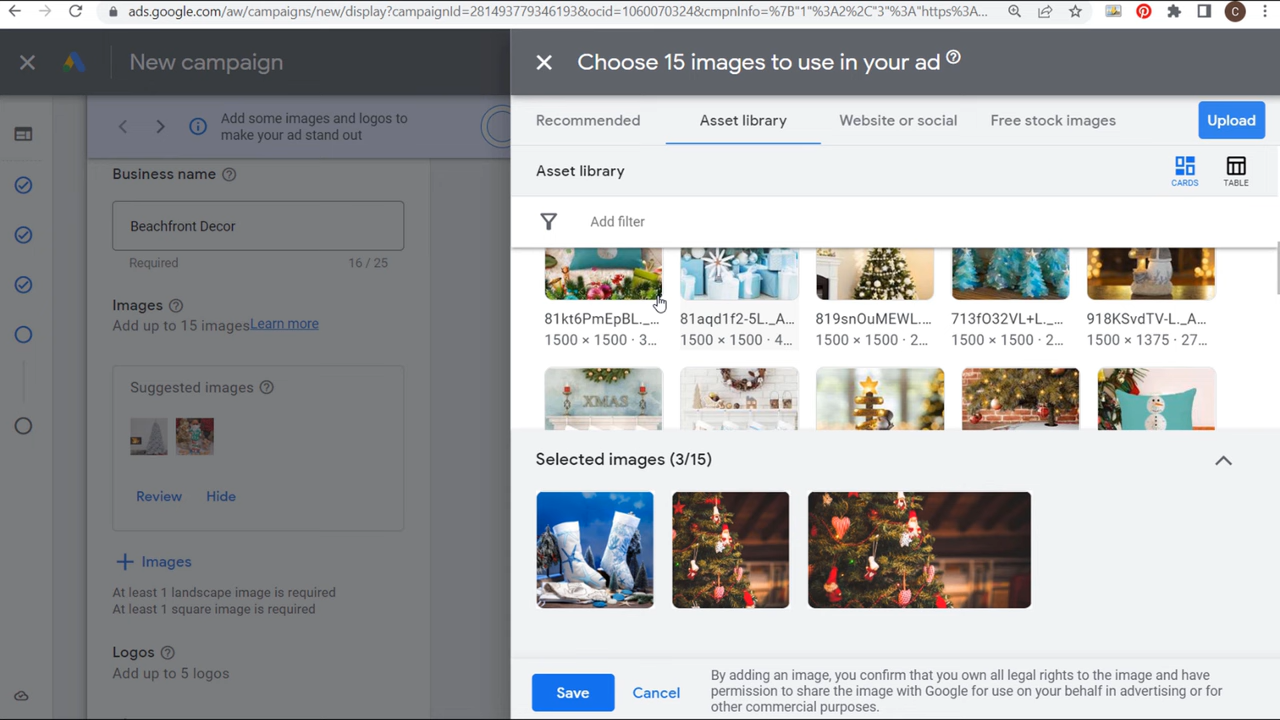 ads.google.com/aw/campaigns/new/display?campaignId=281493779346193&ocid=1060070324&cmpnInfo=%7B"1"%3A2%2C"3"%3A"https%3A...
C
New campaign
Add some images and logos to
make your ad stand out
Business name
Beachfront Decor
Required 16 / 25
Images
Add up to 15 images Learn more
Suggested images
Review Hide
+ Images
At least 1 landscape image is required
At least 1 square image is required
Logos
Add up to 5 logos
Choose 15 images to use in your ad
Recommended Asset library Website or social Free stock images Upload
Asset library
CARDS TABLE
Add filter
81kt6PmEpBL._... 81aqd1f2-5L._A... 819snOuMEWL.... 713fO32VL+L._... 918KSvdTV-L._A...
1500 × 1500 · 3... 1500 × 1500 · 4... 1500 × 1500 · 2... 1500 × 1500 · 2... 1500 × 1375 · 27...
XMAS
Selected images (3/15)
Save Cancel
By adding an image, you confirm that you own all legal rights to the image and have
permission to share the image with Google for use on your behalf in advertising or for
other commercial purposes.